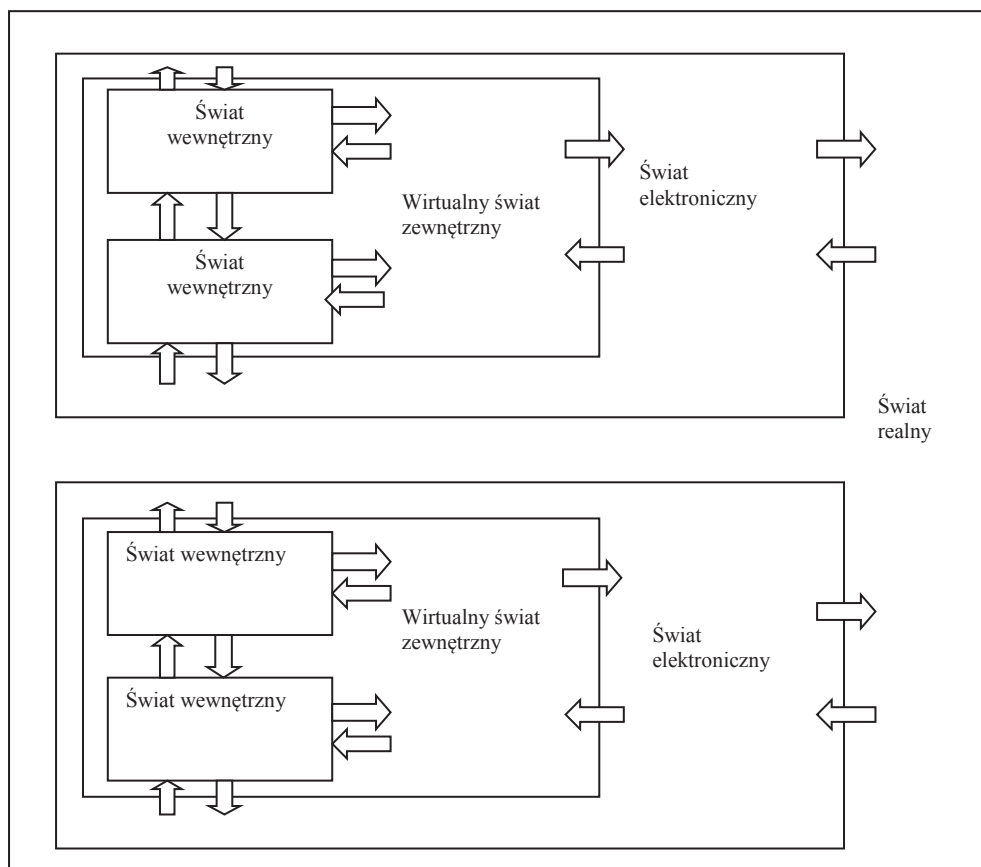 Świat
wewnętrzny
Świat
elektroniczny
Wirtualny świat
zewnętrzny
Świat
wewnętrzny
Świat
realny
Świat wewnętrzny
Wirtualny świat
zewnętrzny
Świat
elektroniczny
Świat wewnętrzny